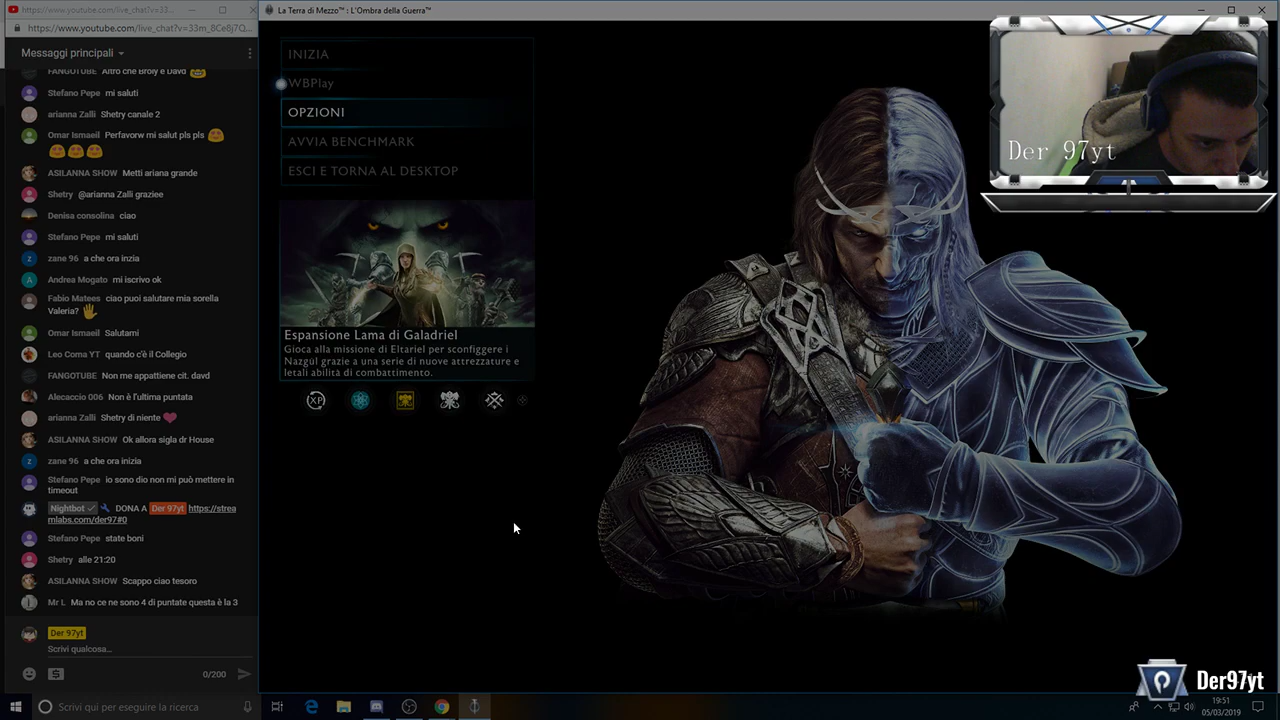 https://www.youtube.com/live_chat?v=33...
https://www.youtube.com/live_chat?v=33m_8Ce8j7Q...
Messaggi principali
FANGOTUBE Altro che Broly e Davd
Stefano Pepe mi saluti
arianna Zalli Shetry canale 2
Omar Ismaeil Perfavorw mi salut pls pls
ASILANNA SHOW Metti ariana grande
Shetry @arianna Zalli graziee
Denisa consolina ciao
Stefano Pepe mi saluti
zane 96 a che ora inzia
Andrea Mogato mi iscrivo ok
Fabio Matees ciao puoi salutare mia sorella
Valeria?
Omar Ismaeil Salutami
Leo Coma YT quando c'è il Collegio
FANGOTUBE Non me appattiene cit. davd
Alecaccio 006 Non è l'ultima puntata
arianna Zalli Shetry di niente
ASILANNA SHOW Ok allora sigla dr House
zane 96 a che ora inizia
Stefano Pepe io sono dio non mi può mettere in
timeout
Nightbot DONA A Der 97yt https://strea
mlabs.com/der97#0
Stefano Pepe state boni
Shetry alle 21:20
ASILANNA SHOW Scappo ciao tesoro
Mr L Ma no ce ne sono 4 di puntate questa è la 3
Der 97yt
Scrivi qualcosa...
0/200
La Terra di Mezzo™ : L'Ombra della Guerra™
INIZIA
WBPlay
OPZIONI
AVVIA BENCHMARK
ESCI E TORNA AL DESKTOP
Espansione Lama di Galadriel
Gioca alla missione di Eltariel per sconfiggere i
Nazgûl grazie a una serie di nuove attrezzature e
letali abilità di combattimento.
XP
Der 97yt
Der97yt
Scrivi qui per eseguire la ricerca
19:51
05/03/2019